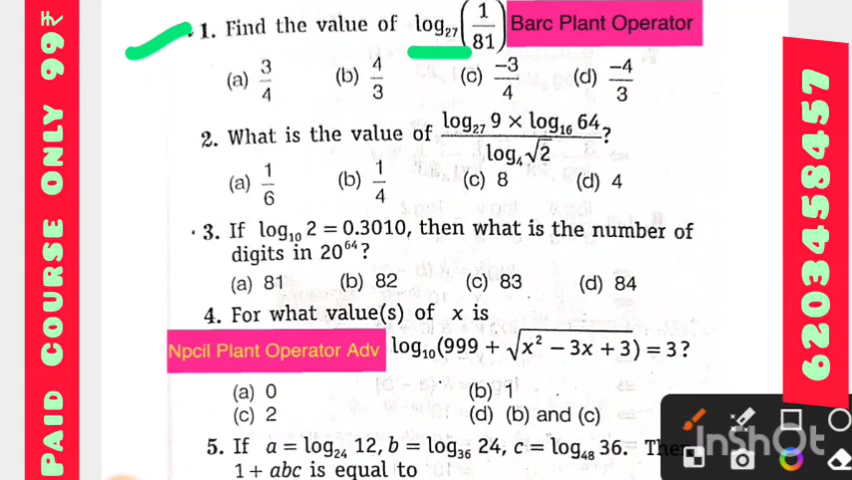 PAID COURSE ONLY 99₹
1. Find the value of log₂₇(1/81) Barc Plant Operator
(a) 3/4 (b) 4/3 (c) -3/4 (d) -4/3
2. What is the value of (log₂₇ 9 × log₁₆ 64)/(log₄ √2)?
(a) 1/6 (b) 1/4 (c) 8 (d) 4
3. If log₁₀ 2 = 0.3010, then what is the number of
digits in 20⁶⁴?
(a) 81 (b) 82 (c) 83 (d) 84
4. For what value(s) of x is
Npcil Plant Operator Adv log₁₀(999 + √(x² − 3x + 3)) = 3?
(a) 0 (b) 1
(c) 2 (d) (b) and (c)
5. If a = log₂₄ 12, b = log₃₆ 24, c = log₄₈ 36. Then
1 + abc is equal to
6203458457
InShOt